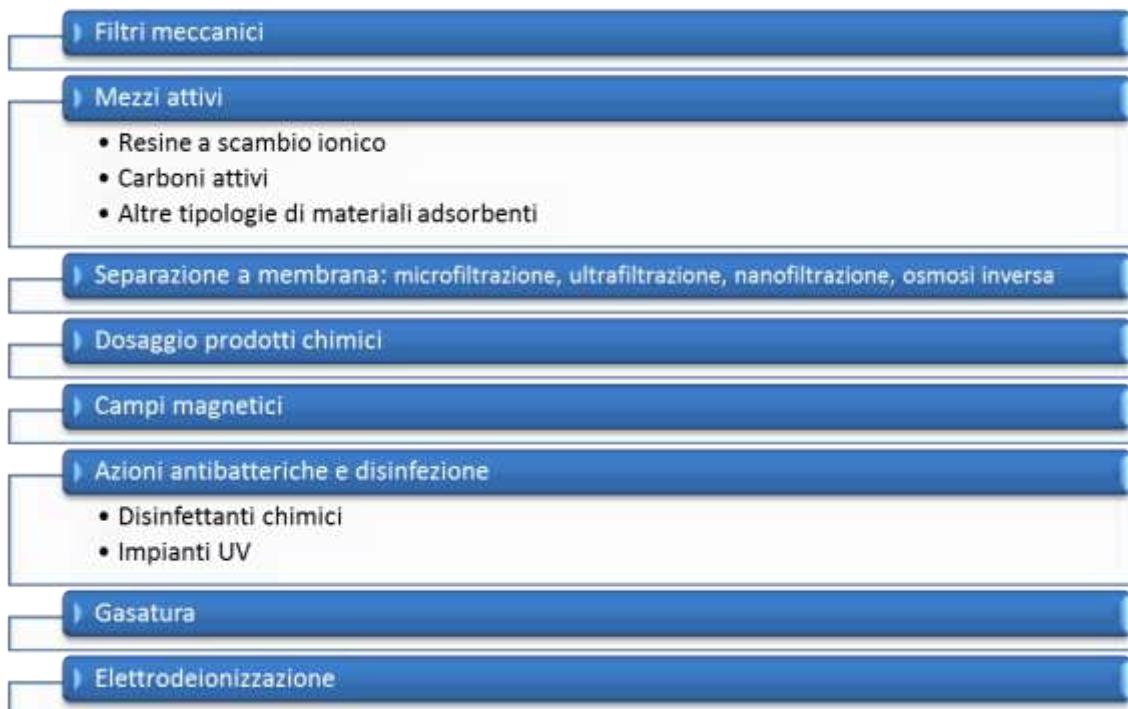 Filtri meccanici
Mezzi attivi
• Resine a scambio ionico
• Carboni attivi
• Altre tipologie di materiali adsorbenti
Separazione a membrana: microfiltrazione, ultrafiltrazione, nanofiltrazione, osmosi inversa
Dosaggio prodotti chimici
Campi magnetici
Azioni antibatteriche e disinfezione
• Disinfettanti chimici
• Impianti UV
Gasatura
Elettrodeionizzazione